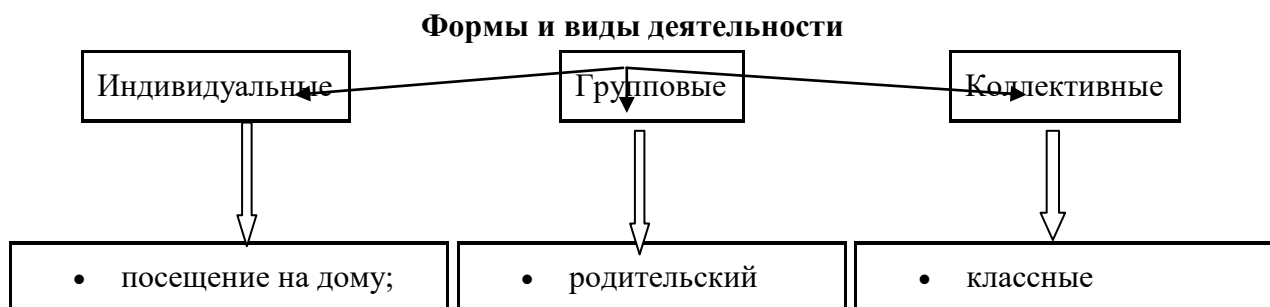 Формы и виды деятельности
Индивидуальные
Групповые
Коллективные
• посещение на дому;
• родительский
• классные